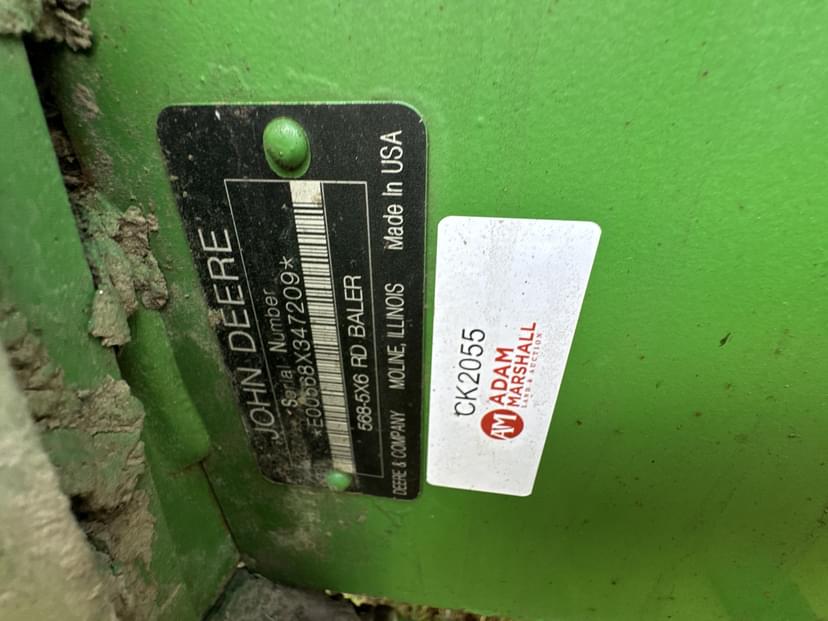 JOHN DEERE
Serial Number
*E00568X347209*
568-5X6 RD BALER
DEERE & COMPANY MOLINE, ILLINOIS Made In USA
CK2055
AM ADAM
MARSHALL
LAND & AUCTION